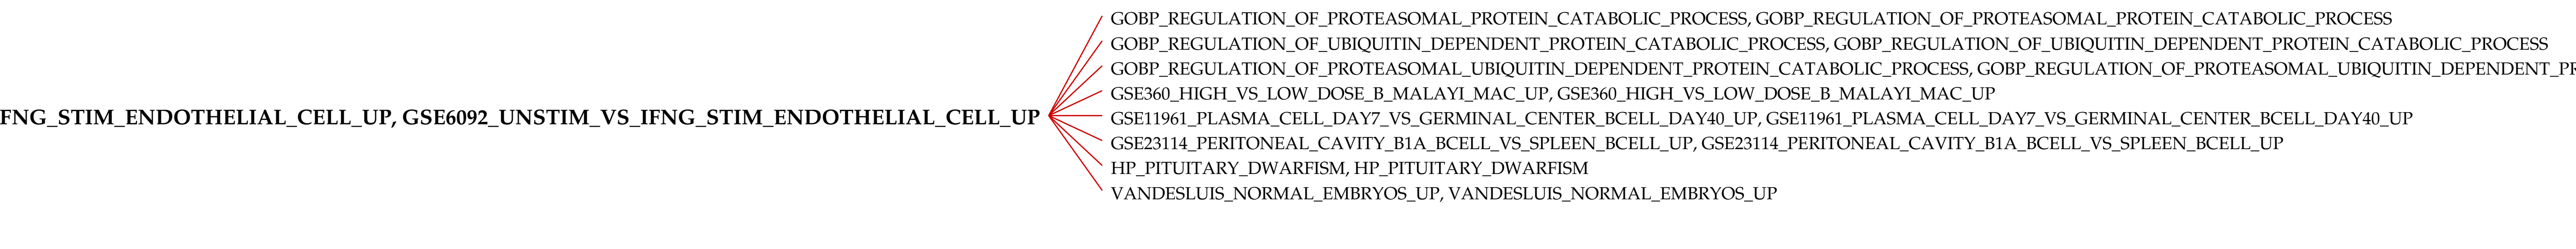 GOBP_REGULATION_OF_PROTEASOMAL_PROTEIN_CATABOLIC_PROCESS, GOBP_REGULATION_OF_PROTEASOMAL_PROTEIN_CATABOLIC_PROCESS
GOBP_REGULATION_OF_UBIQUITIN_DEPENDENT_PROTEIN_CATABOLIC_PROCESS, GOBP_REGULATION_OF_UBIQUITIN_DEPENDENT_PROTEIN_CATABOLIC_PROCESS
GOBP_REGULATION_OF_PROTEASOMAL_UBIQUITIN_DEPENDENT_PROTEIN_CATABOLIC_PROCESS, GOBP_REGULATION_OF_PROTEASOMAL_UBIQUITIN_DEPENDENT_PR
GSE360_HIGH_VS_LOW_DOSE_B_MALAYI_MAC_UP, GSE360_HIGH_VS_LOW_DOSE_B_MALAYI_MAC_UP
FNG_STIM_ENDOTHELIAL_CELL_UP, GSE6092_UNSTIM_VS_IFNG_STIM_ENDOTHELIAL_CELL_UP
GSE11961_PLASMA_CELL_DAY7_VS_GERMINAL_CENTER_BCELL_DAY40_UP, GSE11961_PLASMA_CELL_DAY7_VS_GERMINAL_CENTER_BCELL_DAY40_UP
GSE23114_PERITONEAL_CAVITY_B1A_BCELL_VS_SPLEEN_BCELL_UP, GSE23114_PERITONEAL_CAVITY_B1A_BCELL_VS_SPLEEN_BCELL_UP
HP_PITUITARY_DWARFISM, HP_PITUITARY_DWARFISM
VANDESLUIS_NORMAL_EMBRYOS_UP, VANDESLUIS_NORMAL_EMBRYOS_UP